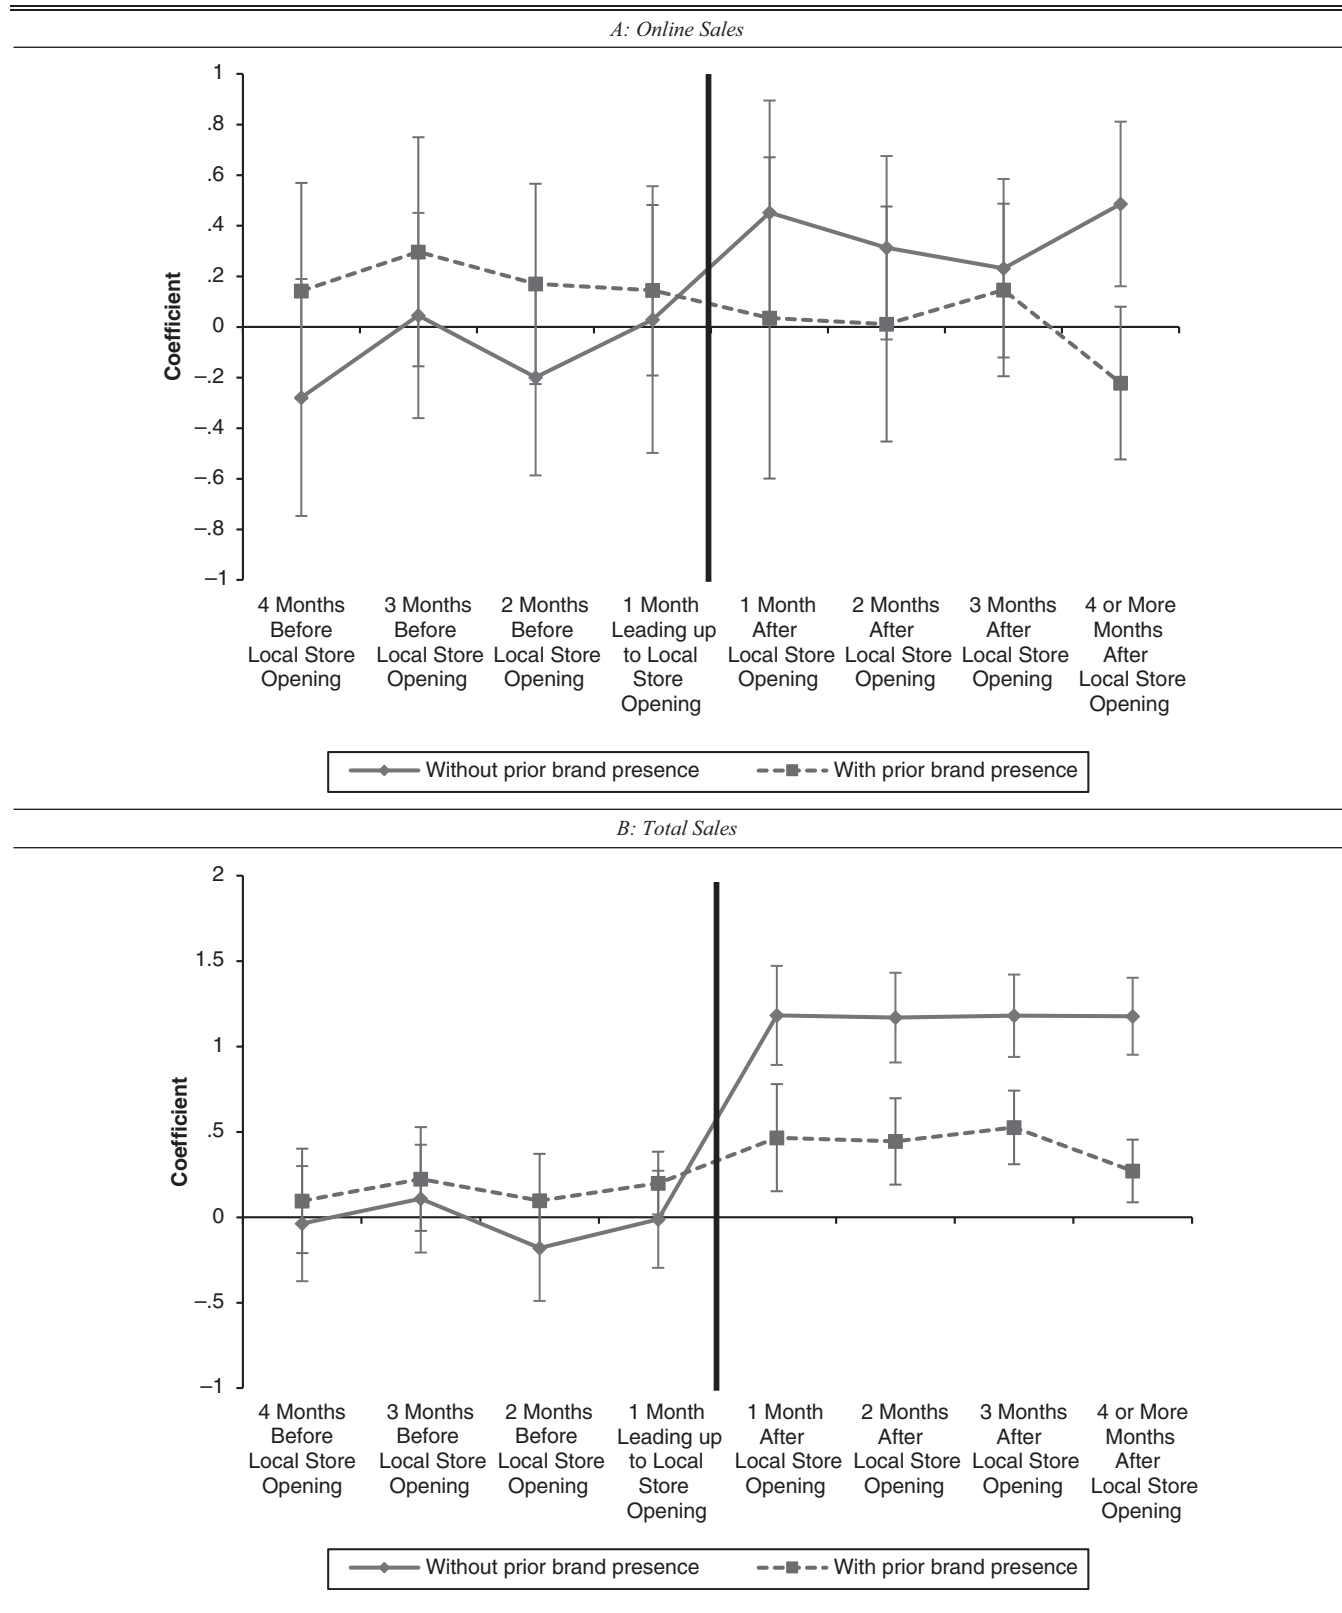 A: Online Sales
1
.8
.6
.4
.2
0
–.2
–.4
–.6
–.8
–1
Coefficient
4 Months
Before
Local Store
Opening
3 Months
Before
Local Store
Opening
2 Months
Before
Local Store
Opening
1 Month
Leading up
to Local
Store
Opening
1 Month
After
Local Store
Opening
2 Months
After
Local Store
Opening
3 Months
After
Local Store
Opening
4 or More
Months
After
Local Store
Opening
Without prior brand presence
With prior brand presence
B: Total Sales
2
1.5
1
.5
0
–.5
–1
Coefficient
4 Months
Before
Local Store
Opening
3 Months
Before
Local Store
Opening
2 Months
Before
Local Store
Opening
1 Month
Leading up
to Local
Store
Opening
1 Month
After
Local Store
Opening
2 Months
After
Local Store
Opening
3 Months
After
Local Store
Opening
4 or More
Months
After
Local Store
Opening
Without prior brand presence
With prior brand presence